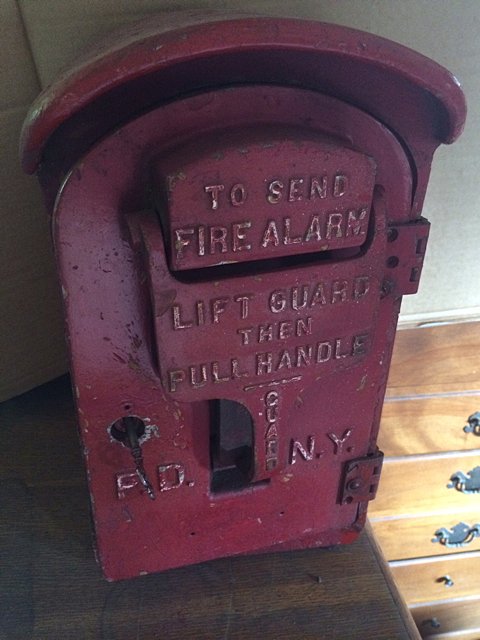 TO SEND
FIRE ALARM
LIFT GUARD
THEN
PULL HANDLE
GUARD
F.D. N.Y.